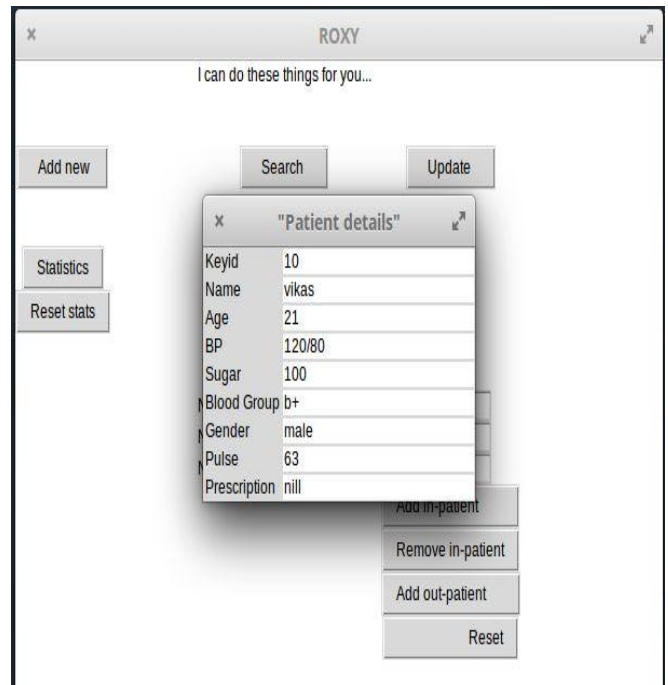 ROXY
I can do these things for you...
Add new Search Update
Statistics
Reset stats
"Patient details"
Keyid 10
Name vikas
Age 21
BP 120/80
Sugar 100
Blood Group b+
Gender male
Pulse 63
Prescription nill
Add in-patient
Remove in-patient
Add out-patient
Reset